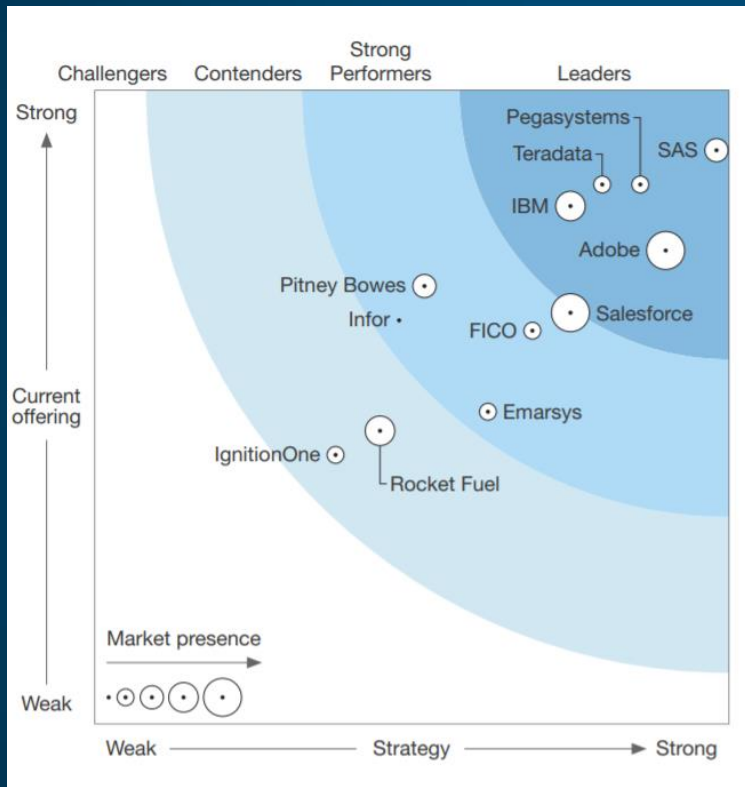 Challengers
Contenders
Strong
Performers
Leaders
Strong
Pegasystems
Teradata
SAS
IBM
Adobe
Pitney Bowes
Infor
Salesforce
FICO
Current
offering
Emarsys
IgnitionOne
Rocket Fuel
Market presence
Weak
Weak
Strategy
Strong